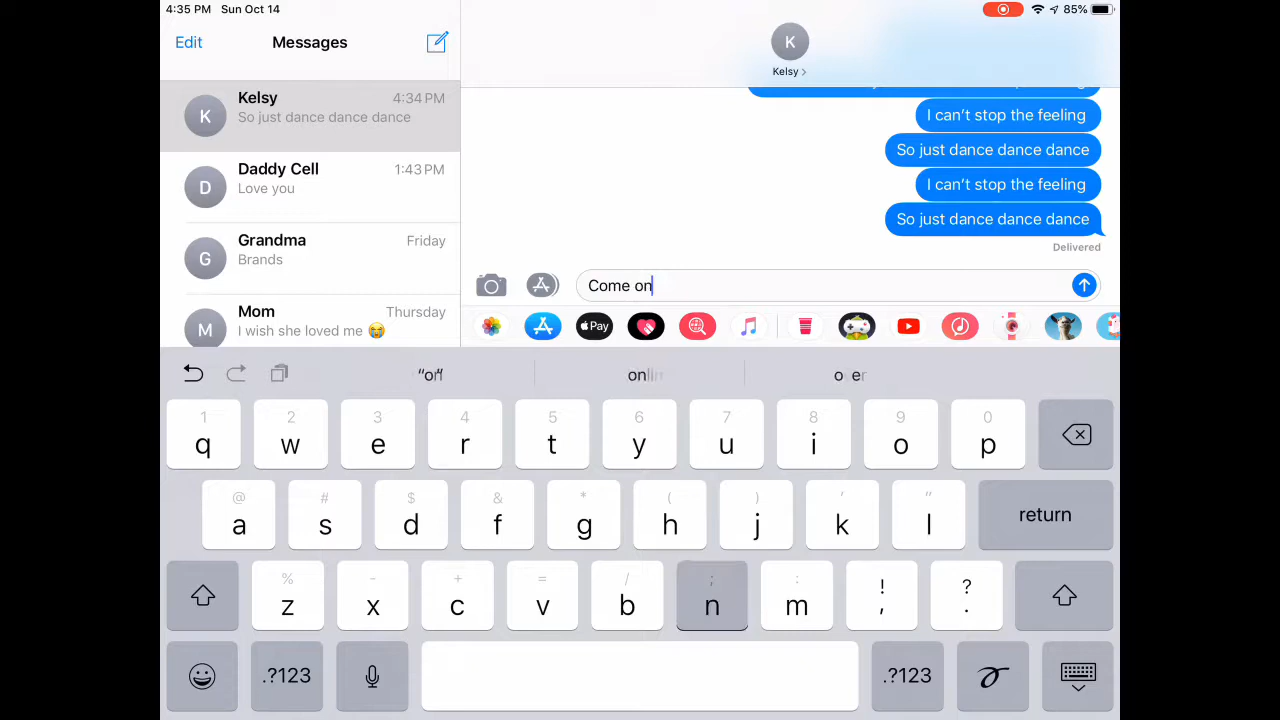 4:35 PM Sun Oct 14
85%
Edit
Messages
K
Kelsy
Kelsy
4:34 PM
K
So just dance dance dance
Daddy Cell
1:43 PM
D
Love you
Grandma
Friday
G
Brands
Mom
Thursday
M
I wish she loved me 😭
I can't stop the feeling
So just dance dance dance
I can't stop the feeling
So just dance dance dance
Delivered
Come on
Pay
"on"
over
1 2 3 4 5 6 7 8 9 0
q w e r t y u i o p
@ # $ & * ( ) ' "
a s d f g h j k l return
% - + = / ; : ! ?
z x c v b n m , .
.?123
.?123